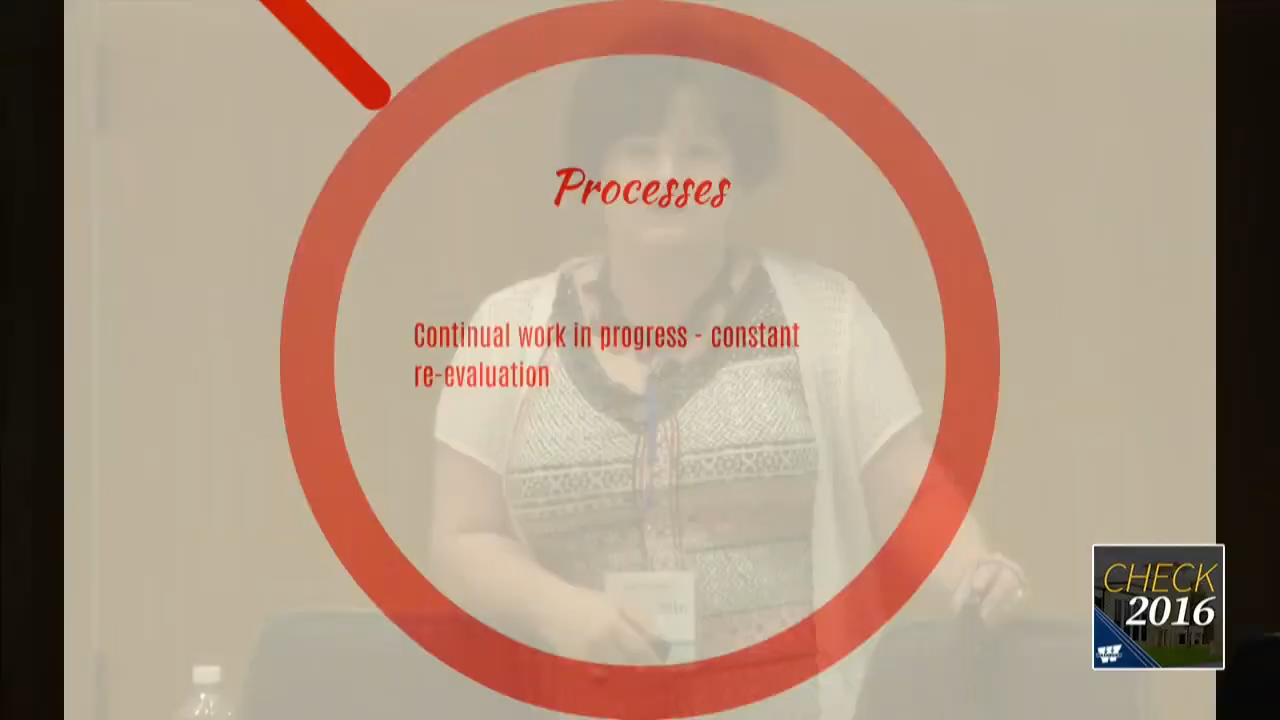 Processes
Continual work in progress - constant
re-evaluation
CHECK
2016